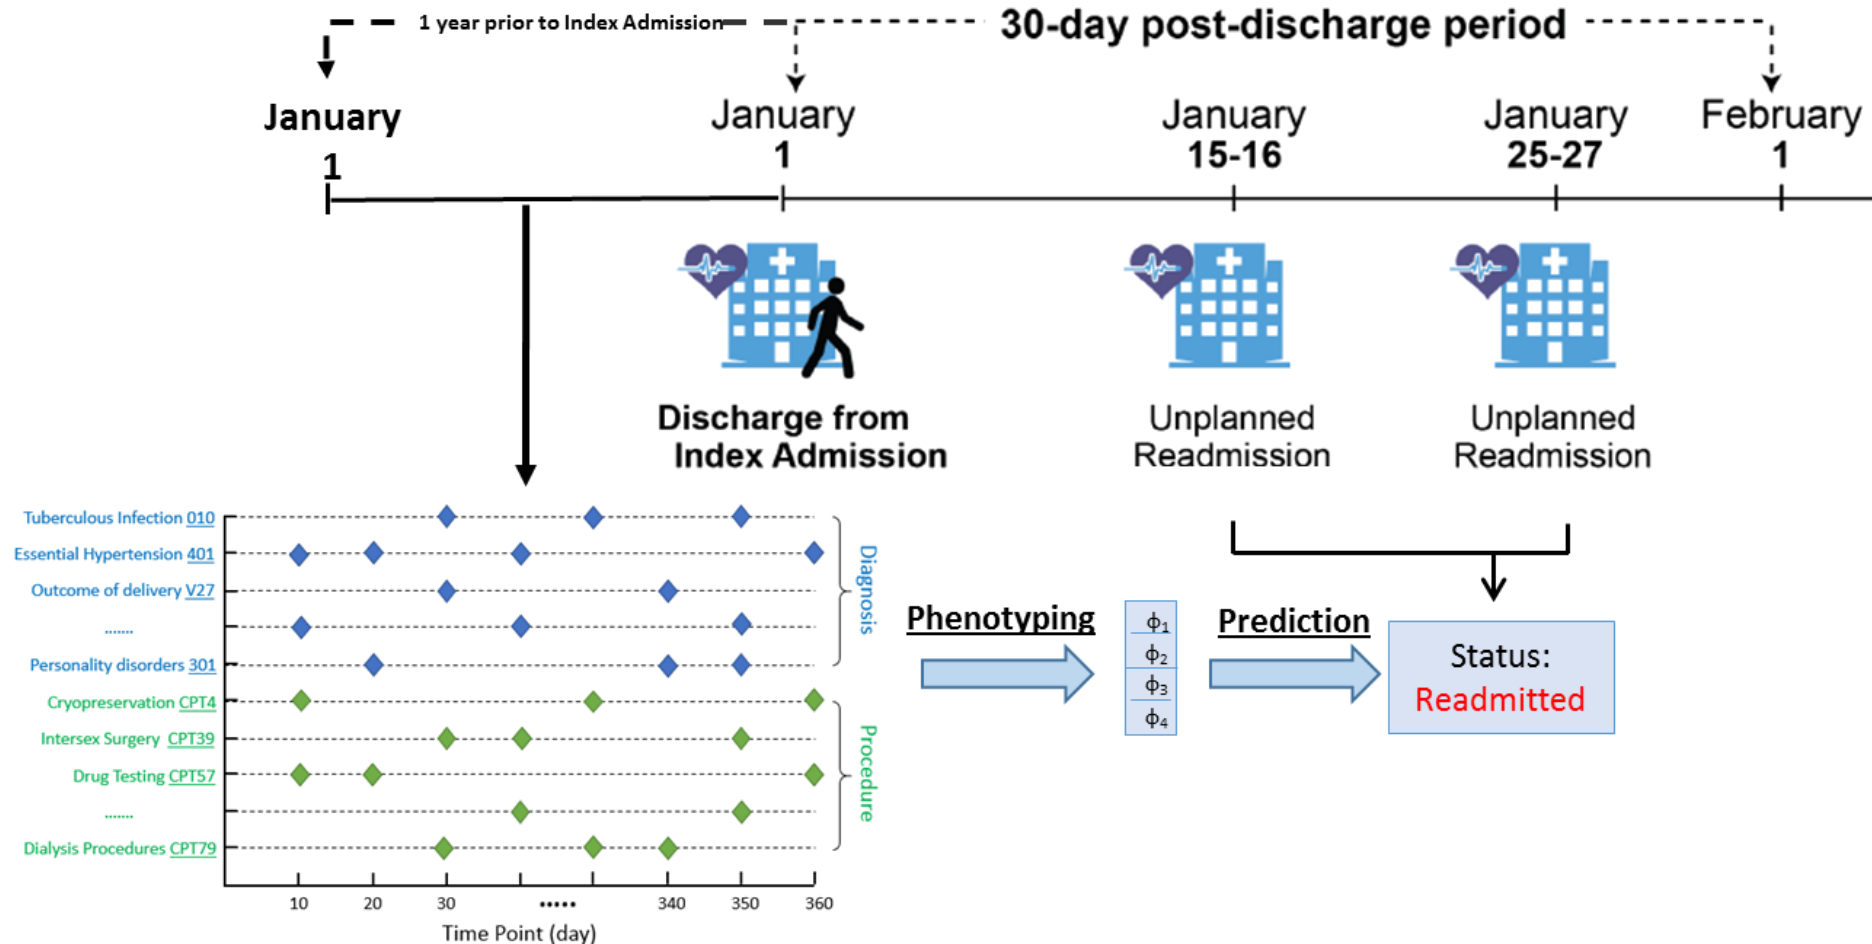 1 year prior to Index Admission
30-day post-discharge period
January
1
January
1
January
15-16
January
25-27
February
1
Discharge from
Index Admission
Unplanned
Readmission
Unplanned
Readmission
Tuberculous Infection 010
Essential Hypertension 401
Outcome of delivery V27
.......
Personality disorders 301
Cryopreservation CPT4
Intersex Surgery CPT39
Drug Testing CPT57
.......
Dialysis Procedures CPT79
Diagnosis
Procedure
10 20 30 ..... 340 350 360
Time Point (day)
Phenotyping
ϕ1
ϕ2
ϕ3
ϕ4
Prediction
Status:
Readmitted